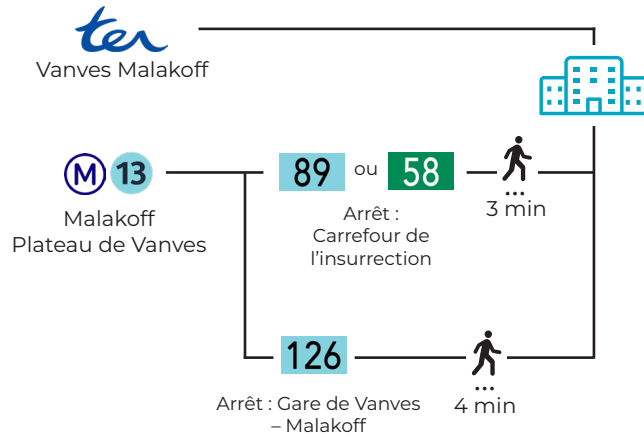 ter
Vanves Malakoff
M 13
Malakoff
Plateau de Vanves
89 ou 58
Arrêt :
Carrefour de
l'insurrection
3 min
126
Arrêt : Gare de Vanves
– Malakoff
4 min